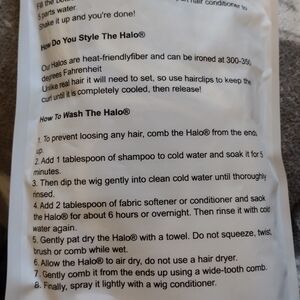 Fill the bott
hair conditioner to
5 parts water.
Shake it up and you're done!
How Do You Style The Halo®
Our Halos are heat-friendlyfiber and can be ironed at 300-350
degrees Fahrenheit
Unlike real hair it will need to set, so use hairclips to keep the
curl until it is completely cooled, then release!
How To Wash The Halo®
1. To prevent loosing any hair, comb the Halo® from the ends
up.
2. Add 1 tablespoon of shampoo to cold water and soak it for 5
minutes.
3. Then dip the wig gently into clean cold water until thoroughly
rinsed.
4. Add 2 tablespoon of fabric softener or conditioner and saok
the Halo® for about 6 hours or overnight. Then rinse it with cold
water again.
5. Gently pat dry the Halo® with a towel. Do not squeeze, twist,
brush or comb while wet.
6. Allow the Halo® to air dry, do not use a hair dryer.
7. Gently comb it from the ends up using a wide-tooth comb.
8. Finally, spray it lightly with a wig conditioner.